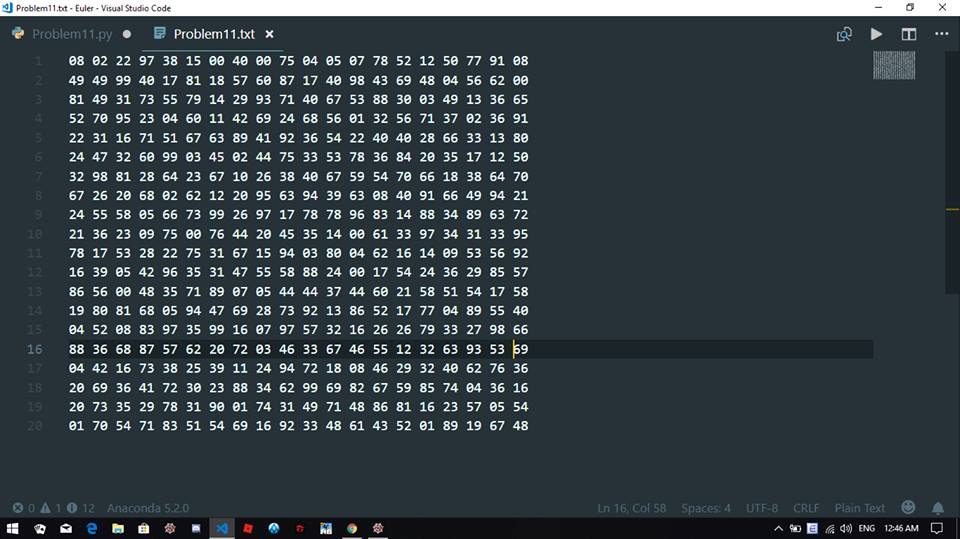 Problem11.txt - Euler - Visual Studio Code
Problem11.py Problem11.txt
1 08 02 22 97 38 15 00 40 00 75 04 05 07 78 52 12 50 77 91 08
2 49 49 99 40 17 81 18 57 60 87 17 40 98 43 69 48 04 56 62 00
3 81 49 31 73 55 79 14 29 93 71 40 67 53 88 30 03 49 13 36 65
4 52 70 95 23 04 60 11 42 69 24 68 56 01 32 56 71 37 02 36 91
5 22 31 16 71 51 67 63 89 41 92 36 54 22 40 40 28 66 33 13 80
6 24 47 32 60 99 03 45 02 44 75 33 53 78 36 84 20 35 17 12 50
7 32 98 81 28 64 23 67 10 26 38 40 67 59 54 70 66 18 38 64 70
8 67 26 20 68 02 62 12 20 95 63 94 39 63 08 40 91 66 49 94 21
9 24 55 58 05 66 73 99 26 97 17 78 78 96 83 14 88 34 89 63 72
10 21 36 23 09 75 00 76 44 20 45 35 14 00 61 33 97 34 31 33 95
11 78 17 53 28 22 75 31 67 15 94 03 80 04 62 16 14 09 53 56 92
12 16 39 05 42 96 35 31 47 55 58 88 24 00 17 54 24 36 29 85 57
13 86 56 00 48 35 71 89 07 05 44 44 37 44 60 21 58 51 54 17 58
14 19 80 81 68 05 94 47 69 28 73 92 13 86 52 17 77 04 89 55 40
15 04 52 08 83 97 35 99 16 07 97 57 32 16 26 26 79 33 27 98 66
16 88 36 68 87 57 62 20 72 03 46 33 67 46 55 12 32 63 93 53 69
17 04 42 16 73 38 25 39 11 24 94 72 18 08 46 29 32 40 62 76 36
18 20 69 36 41 72 30 23 88 34 62 99 69 82 67 59 85 74 04 36 16
19 20 73 35 29 78 31 90 01 74 31 49 71 48 86 81 16 23 57 05 54
20 01 70 54 71 83 51 54 69 16 92 33 48 61 43 52 01 89 19 67 48
0 1 12 Anaconda 5.2.0 Ln 16, Col 58 Spaces: 4 UTF-8 CRLF Plain Text
ENG 12:46 AM